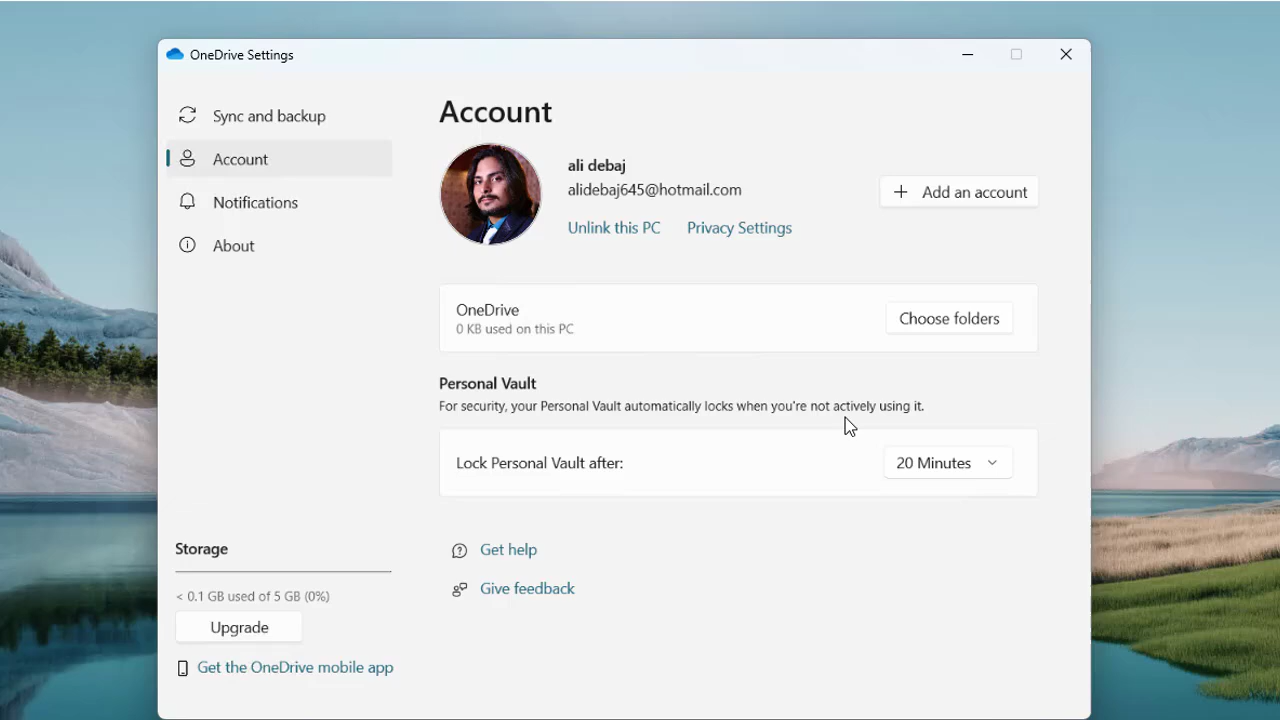 OneDrive Settings
Sync and backup
Account
Notifications
About
Account
ali debaj
alidebaj645@hotmail.com
Unlink this PC
Privacy Settings
Add an account
OneDrive
0 KB used on this PC
Choose folders
Personal Vault
For security, your Personal Vault automatically locks when you're not actively using it.
Lock Personal Vault after:
20 Minutes
Get help
Give feedback
Storage
< 0.1 GB used of 5 GB (0%)
Upgrade
Get the OneDrive mobile app